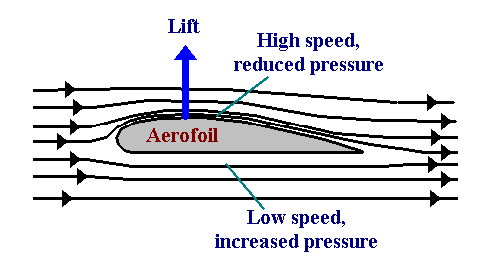 Lift
High speed,
reduced pressure
Aerofoil
Low speed,
increased pressure